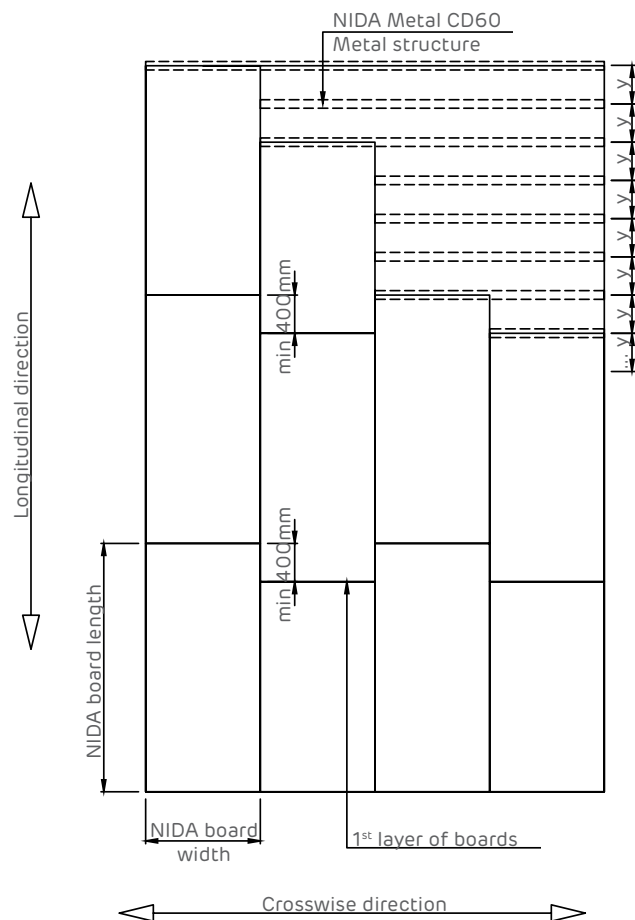 NIDA Metal CD60
Metal structure
y
y
y
y
y
y
y
... y
min 400mm
Longitudinal direction
min 400mm
NIDA board length
NIDA board
width
1st layer of boards
Crosswise direction